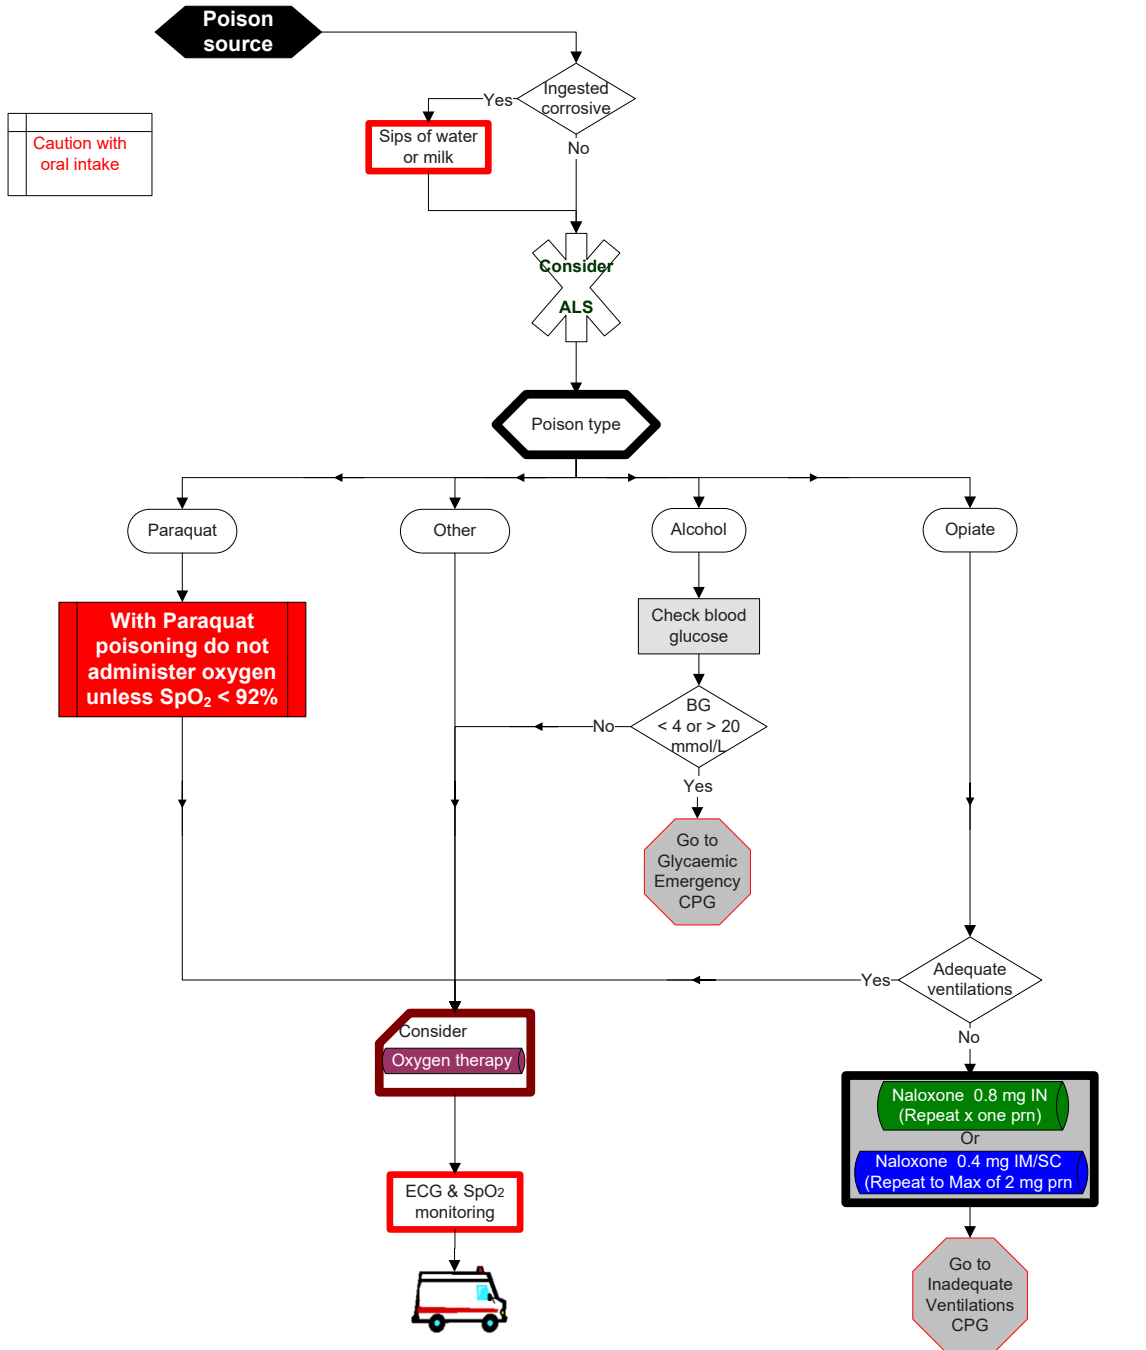 Poison
source
Ingested
corrosive
Yes
Sips of water
or milk
No
Caution with
oral intake
Consider
ALS
Poison type
Paraquat
Other
Alcohol
Opiate
With Paraquat
poisoning do not
administer oxygen
unless SpO₂ < 92%
Check blood
glucose
BG
< 4 or > 20
mmol/L
No
Yes
Go to
Glycaemic
Emergency
CPG
Adequate
ventilations
Yes
No
Consider
Oxygen therapy
Naloxone 0.8 mg IN
(Repeat x one prn)
Or
Naloxone 0.4 mg IM/SC
(Repeat to Max of 2 mg prn
ECG & SpO2
monitoring
Go to
Inadequate
Ventilations
CPG